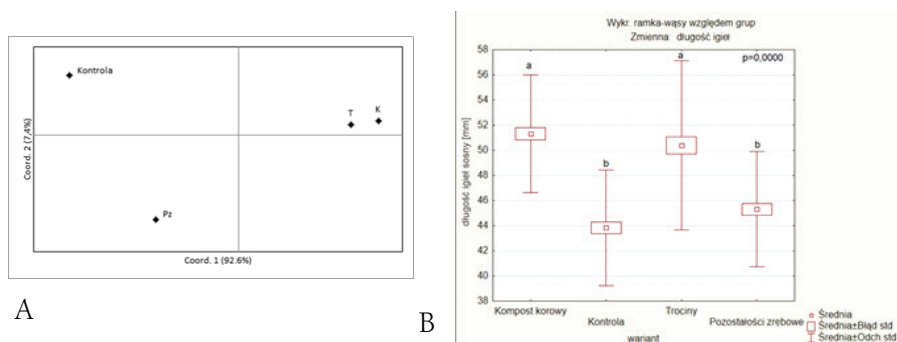 Kontrola
T K
Pz
Coord. 2 (7,4%)
Coord. 1 (92.6%)
A
Wykr. ramka-wąsy względem grup
Zmienna: długość igieł
p=0,0000
58
56
54
52
50
48
46
44
42
40
38
długość igieł sosny [mm]
a
b
a
b
Kompost korowy
Kontrola
Trociny
Pozostałości zrębowe
wariant
Średnia
Średnia±Błąd std
Średnia±Odch.std
B